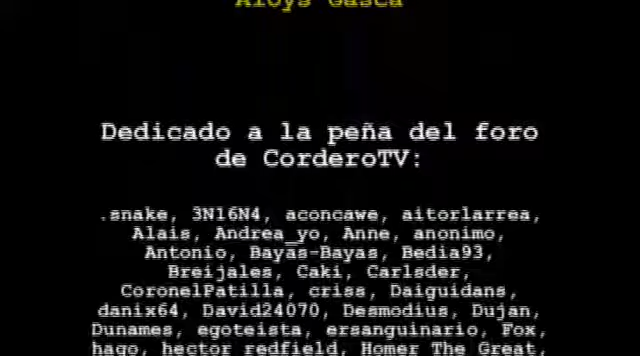 Aloys Gasca
Dedicado a la peña del foro
de CorderoTV:
.snake, 3N16N4, aconcawe, aitorlarrea,
Alais, Andrea_yo, Anne, anonimo,
Antonio, Bayas-Bayas, Bedia93,
Breijales, Caki, Carlsder,
CoronelPatilla, criss, Daiguidans,
danix64, David24070, Desmodius, Dujan,
Dunames, egoteista, ersanguinario, Fox,
hago, hector redfield, Homer The Great,